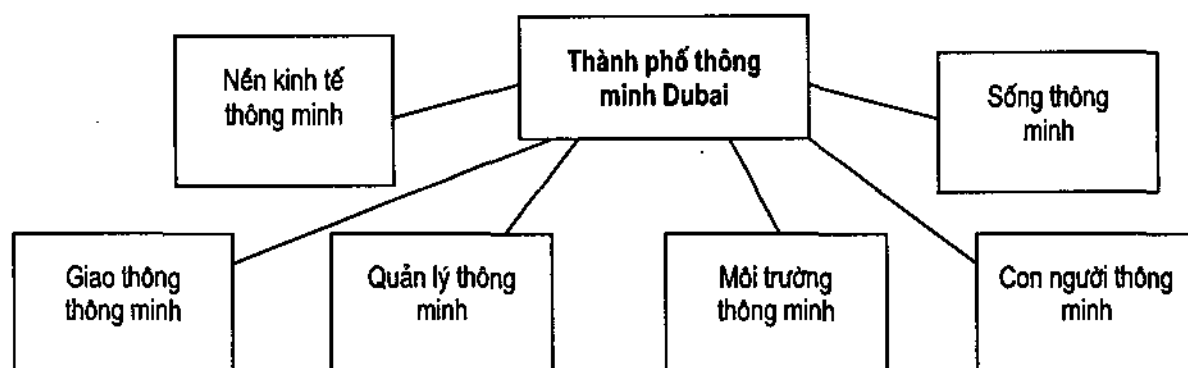 Thành phố thông
minh Dubai
Nền kinh tế
thông minh
Sống thông
minh
Giao thông
thông minh
Quản lý thông
minh
Môi trường
thông minh
Con người thông
minh